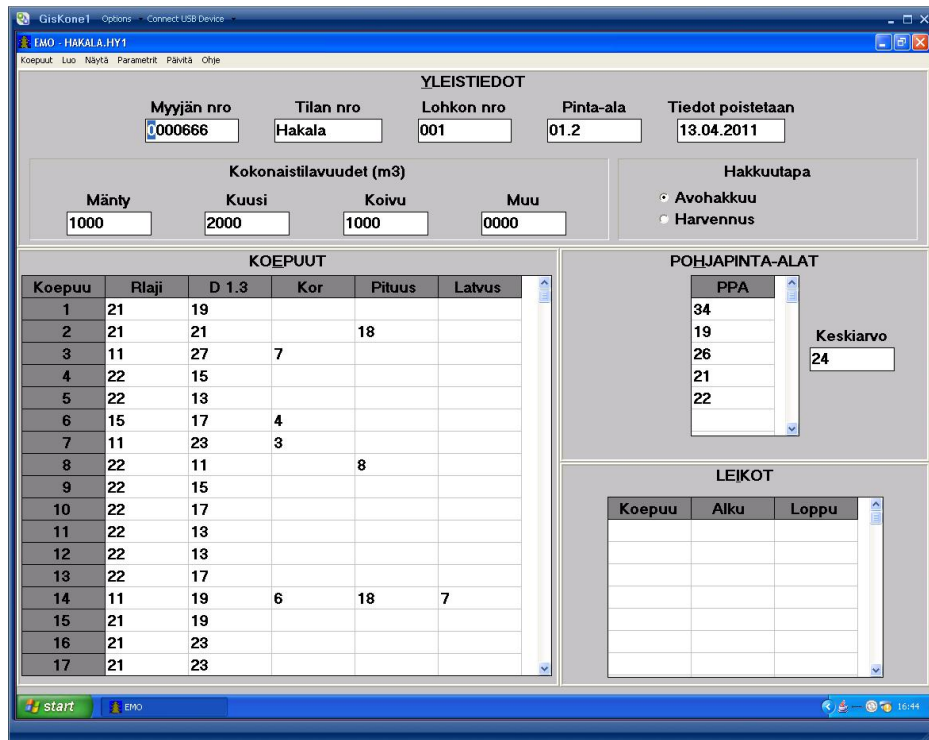 GisKone1 Options Connect USB Device
EMO - HAKALA.HY1
Koepuut Luo Näytä Parametrit Päivitä Ohje
YLEISTIEDOT
Myyjän nro Tilan nro Lohkon nro Pinta-ala Tiedot poistetaan
0000666 Hakala 001 01.2 13.04.2011
Kokonaistilavuudet (m3)
Mänty Kuusi Koivu Muu
1000 2000 1000 0000
Hakkuutapa
Avohakkuu
Harvennus
KOEPUUT
Koepuu Rlaji D 1.3 Kor Pituus Latvus
1 21 19
2 21 21 18
3 11 27 7
4 22 15
5 22 13
6 15 17 4
7 11 23 3
8 22 11 8
9 22 15
10 22 17
11 22 13
12 22 13
13 22 17
14 11 19 6 18 7
15 21 19
16 21 23
17 21 23
POHJAPINTA-ALAT
PPA
34
19
26
21
22
Keskiarvo
24
LEIKOT
Koepuu Alku Loppu
start EMO 16:44